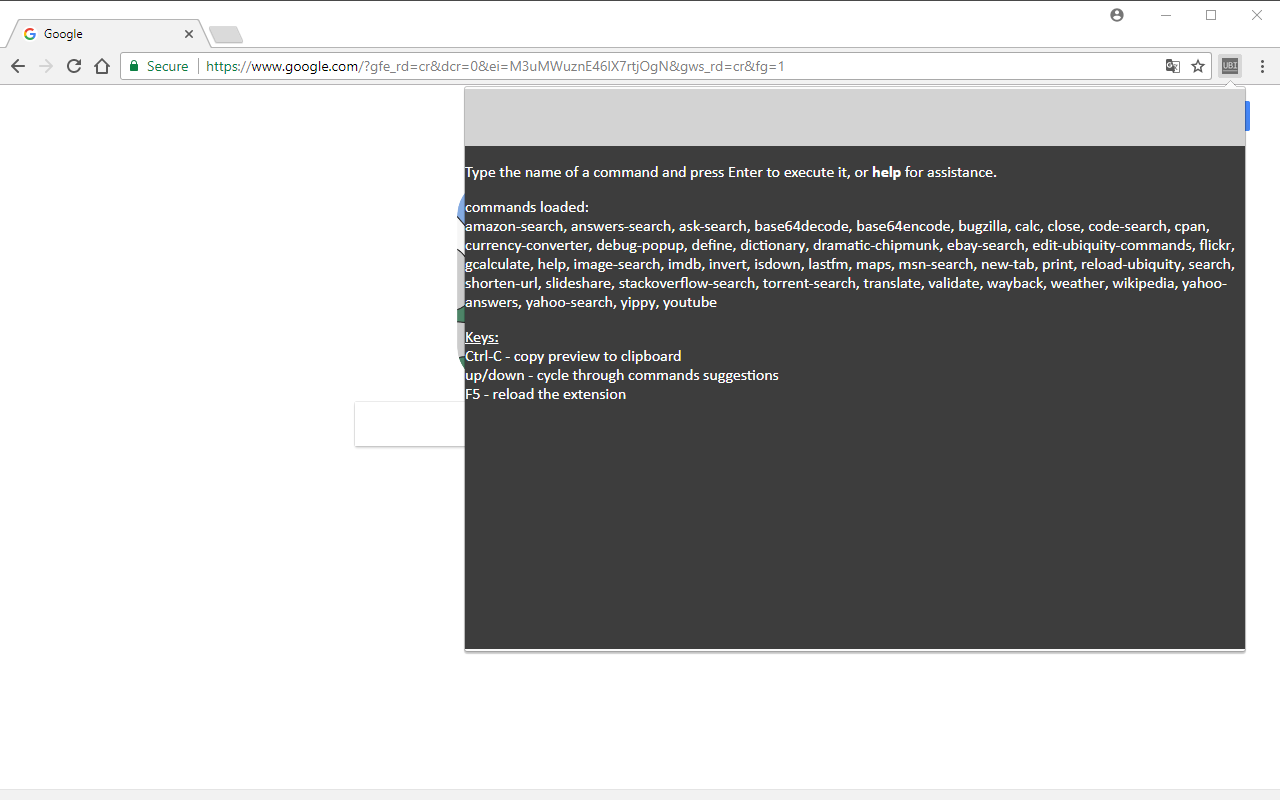 Google
Secure
https://www.google.com/?gfe_rd=cr&dcr=0&ei=M3uMWuznE46IX7rtjOgN&gws_rd=cr&fg=1
UBI
Type the name of a command and press Enter to execute it, or help for assistance.
commands loaded:
amazon-search, answers-search, ask-search, base64decode, base64encode, bugzilla, calc, close, code-search, cpan,
currency-converter, debug-popup, define, dictionary, dramatic-chipmunk, ebay-search, edit-ubiquity-commands, flickr,
gcalculate, help, image-search, imdb, invert, isdown, lastfm, maps, msn-search, new-tab, print, reload-ubiquity, search,
shorten-url, slideshare, stackoverflow-search, torrent-search, translate, validate, wayback, weather, wikipedia, yahoo-
answers, yahoo-search, yippy, youtube
Keys:
Ctrl-C - copy preview to clipboard
up/down - cycle through commands suggestions
F5 - reload the extension